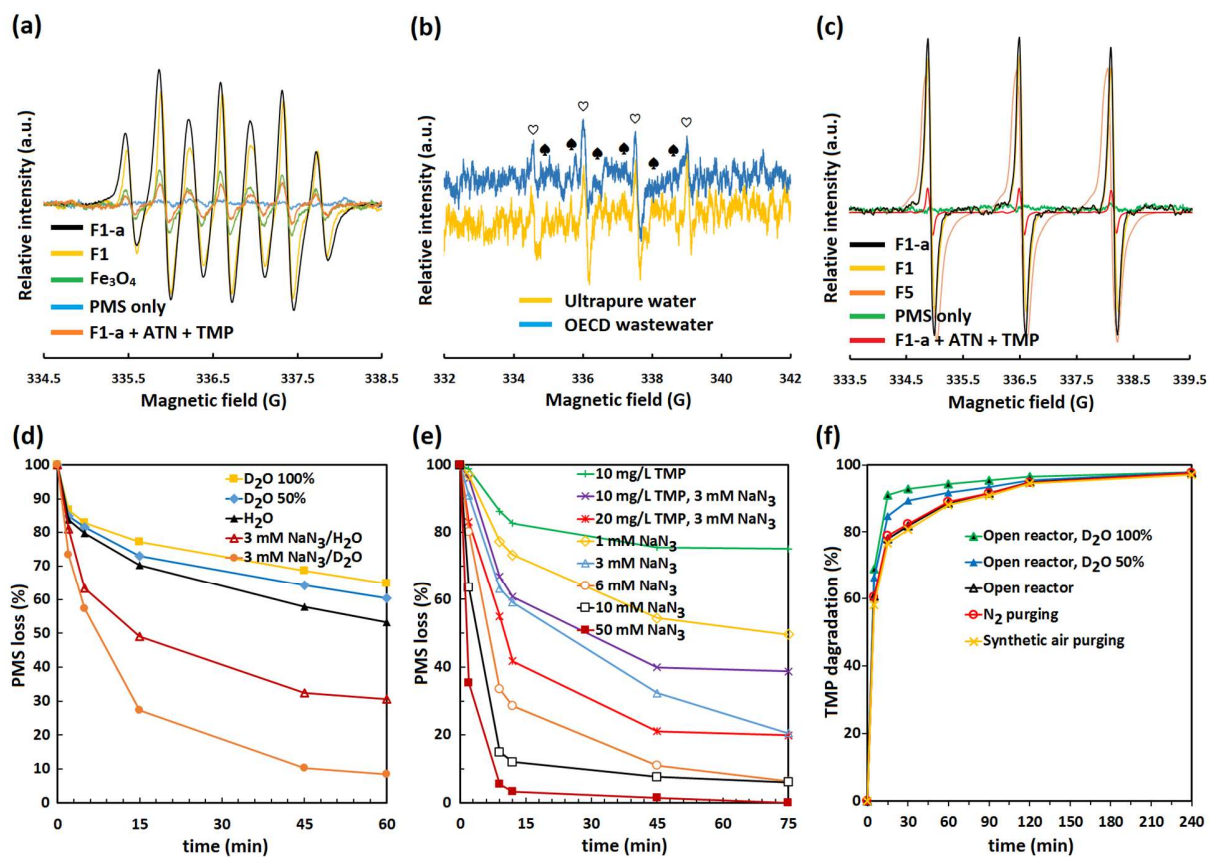 (a)
Relative intensity (a.u.)
F1-a
F1
Fe3O4
PMS only
F1-a + ATN + TMP
334.5 335.5 336.5 337.5 338.5
Magnetic field (G)
(b)
Relative intensity (a.u.)
♡ ♡ ♡ ♡
♠ ♠ ♠ ♠ ♠ ♠
Ultrapure water
OECD wastewater
332 334 336 338 340 342
Magnetic field (G)
(c)
Relative intensity (a.u.)
F1-a
F1
F5
PMS only
F1-a + ATN + TMP
333.5 334.5 336.5 338.5 339.5
Magnetic field (G)
(d)
PMS loss (%)
100
90
80
70
60
50
40
30
20
10
0
D2O 100%
D2O 50%
H2O
3 mM NaN3/H2O
3 mM NaN3/D2O
0 15 30 45 60
time (min)
(e)
PMS loss (%)
100
90
80
70
60
50
40
30
20
10
0
10 mg/L TMP
10 mg/L TMP, 3 mM NaN3
20 mg/L TMP, 3 mM NaN3
1 mM NaN3
3 mM NaN3
6 mM NaN3
10 mM NaN3
50 mM NaN3
0 15 30 45 60 75
time (min)
(f)
TMP dagradation (%)
100
80
60
40
20
0
Open reactor, D2O 100%
Open reactor, D2O 50%
Open reactor
N2 purging
Synthetic air purging
0 30 60 90 120 150 180 210 240
time (min)